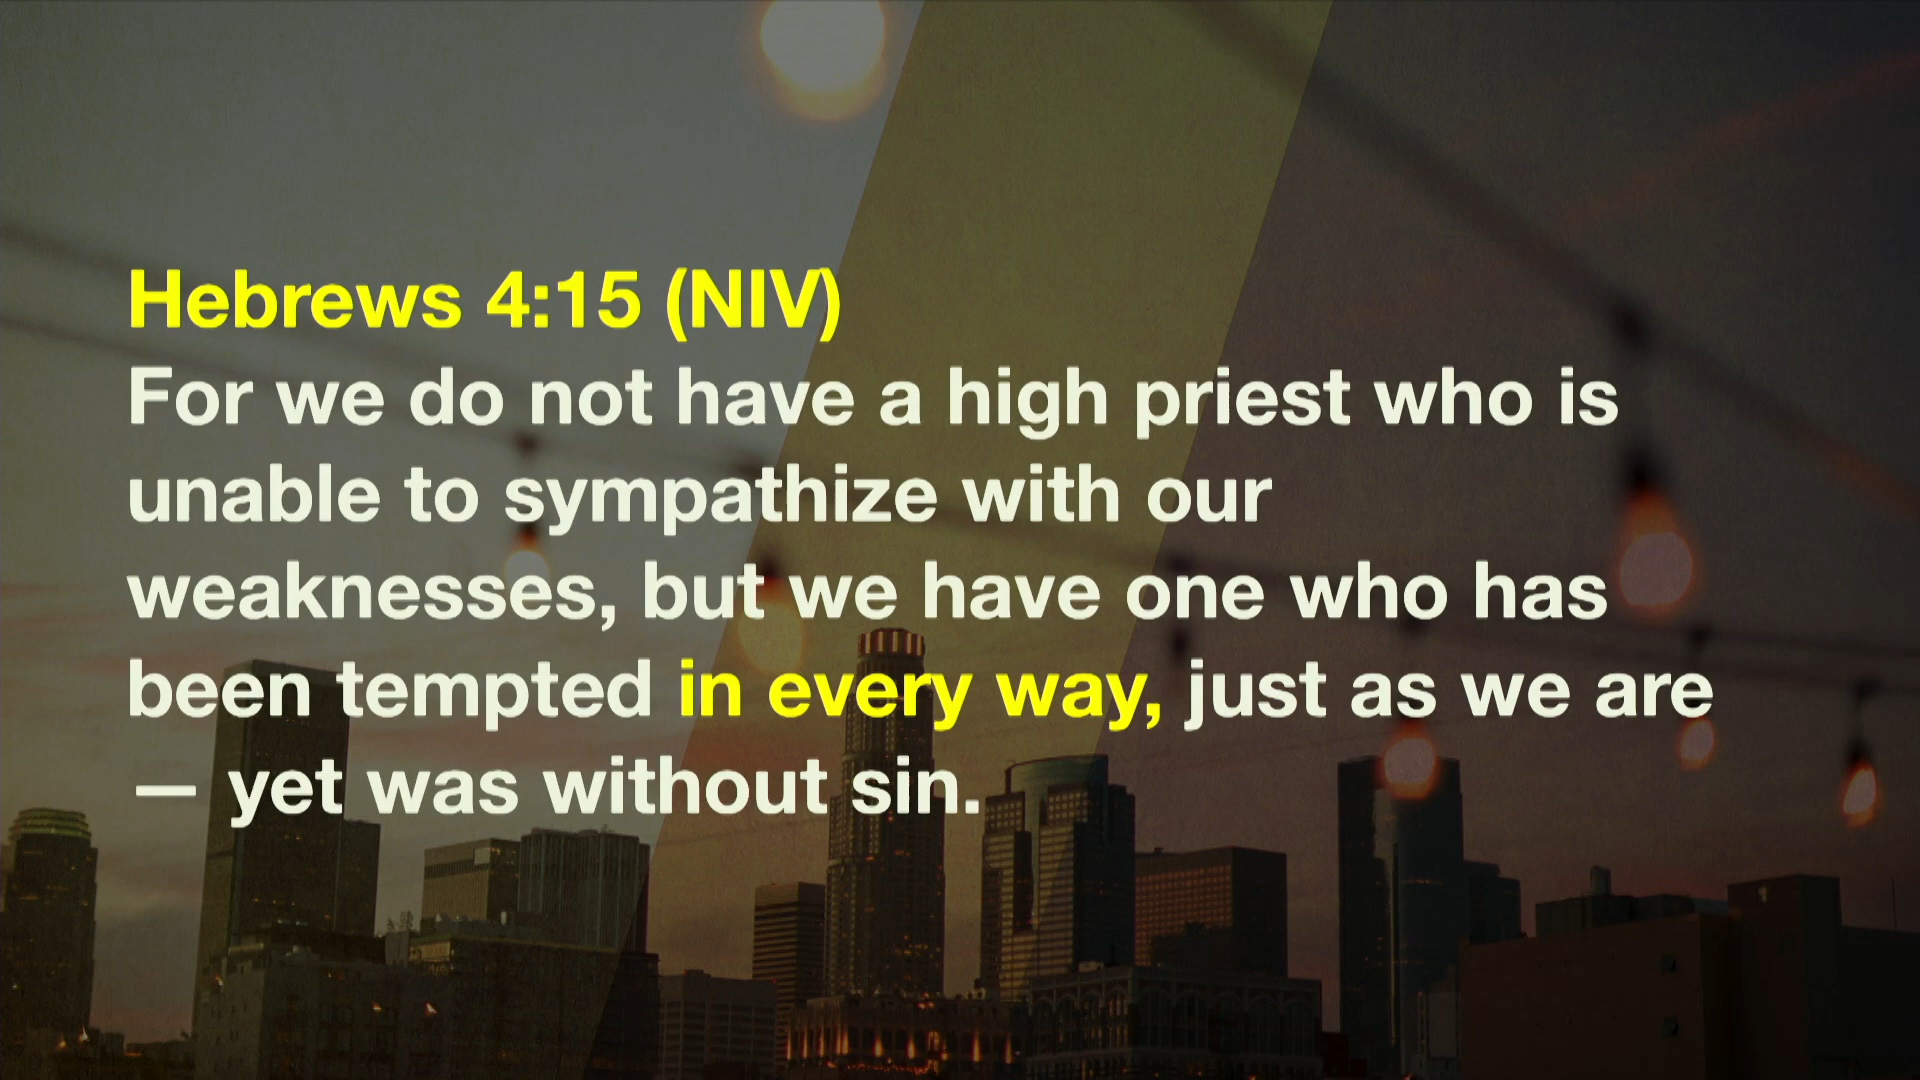 Hebrews 4:15 (NIV)
For we do not have a high priest who is
unable to sympathize with our
weaknesses, but we have one who has
been tempted in every way, just as we are
— yet was without sin.